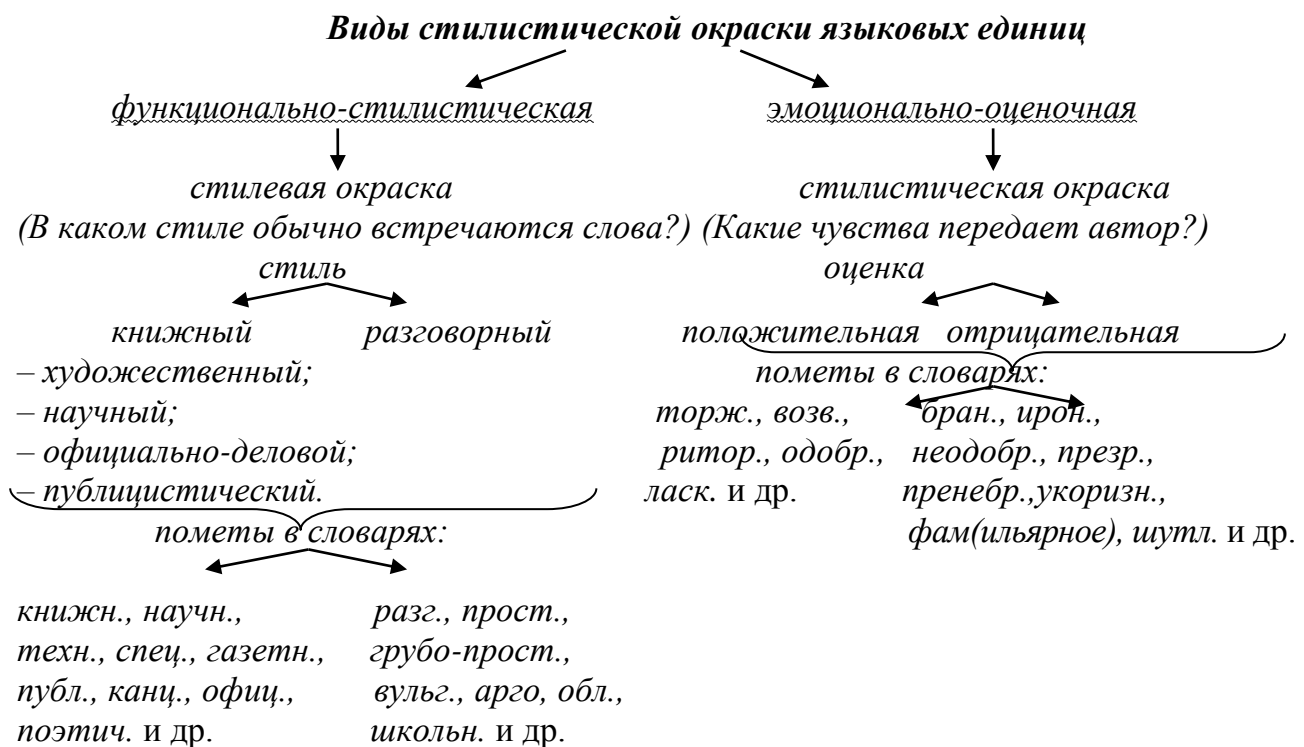 Виды стилистической окраски языковых единиц
функционально-стилистическая эмоционально-оценочная
стилевая окраска стилистическая окраска
(В каком стиле обычно встречаются слова?) (Какие чувства передает автор?)
стиль оценка
книжный разговорный положительная отрицательная
– художественный; пометы в словарях:
– научный; торж., возв., бран., ирон.,
– официально-деловой; ритор., одобр., неодобр., презр.,
– публицистический. ласк. и др. пренебр.,укоризн.,
пометы в словарях: фам(ильярное), шутл. и др.
книжн., научн., разг., прост.,
техн., спец., газетн., грубо-прост.,
публ., канц., офиц., вульг., арго, обл.,
поэтич. и др. школьн. и др.